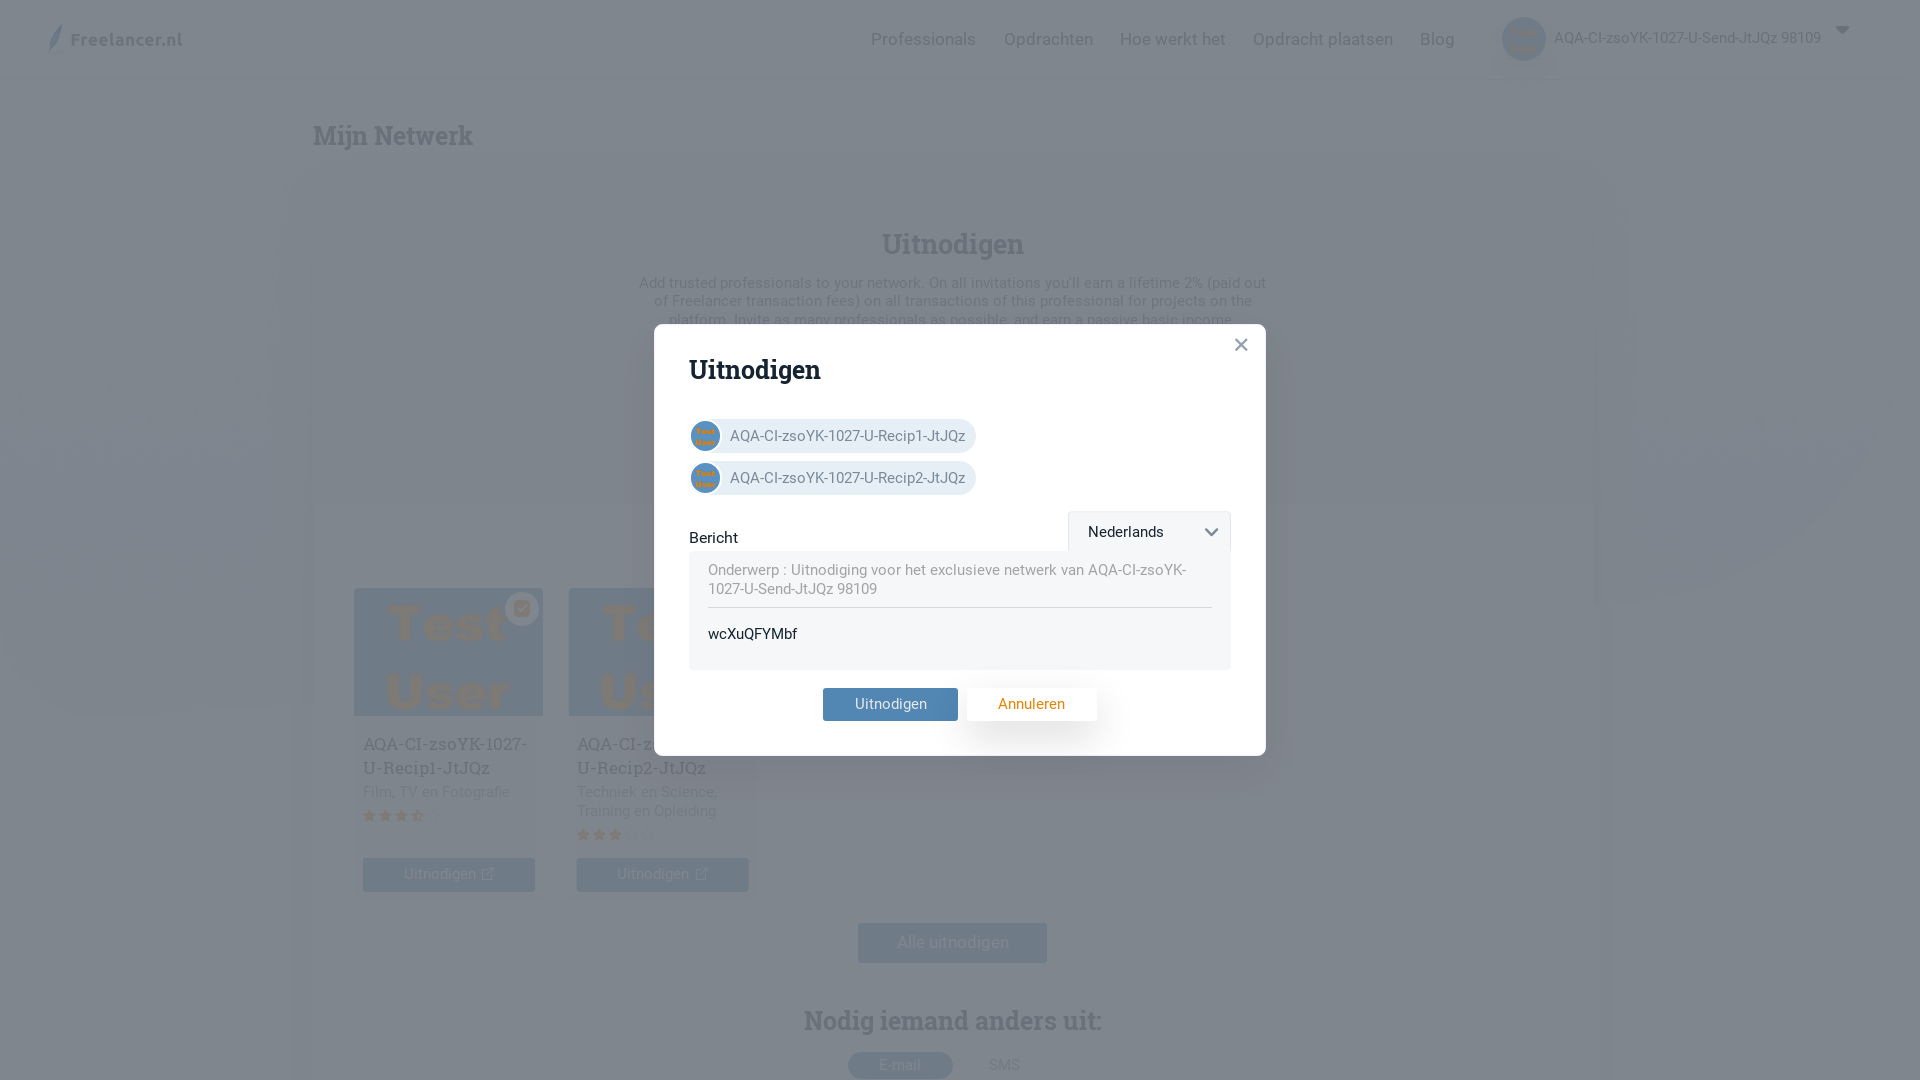 Freelancer.nl
Professionals
Opdrachten
Hoe werkt het
Opdracht plaatsen
Blog
AQA-CI-zsoYK-1027-U-Send-JtJQz 98109
Mijn Netwerk
Uitnodigen
Add trusted professionals to your network. On all invitations you'll earn a lifetime 2% (paid out
of Freelancer transaction fees) on all transactions of this professional for projects on the
platform. Invite as many professionals as possible, and earn a passive basic income.
Uitnodigen
Test User
AQA-CI-zsoYK-1027-U-Recip1-JtJQz
Test User
AQA-CI-zsoYK-1027-U-Recip2-JtJQz
Bericht
Nederlands
Onderwerp : Uitnodiging voor het exclusieve netwerk van AQA-CI-zsoYK-
1027-U-Send-JtJQz 98109
wcXuQFYMbf
Uitnodigen
Annuleren
Test
User
AQA-CI-zsoYK-1027-
U-Recip1-JtJQz
Film, TV en Fotografie
Uitnodigen
Te
Us
AQA-CI-z
U-Recip2-JtJQz
Techniek en Science,
Training en Opleiding
Uitnodigen
Alle uitnodigen
Nodig iemand anders uit:
E-mail
SMS